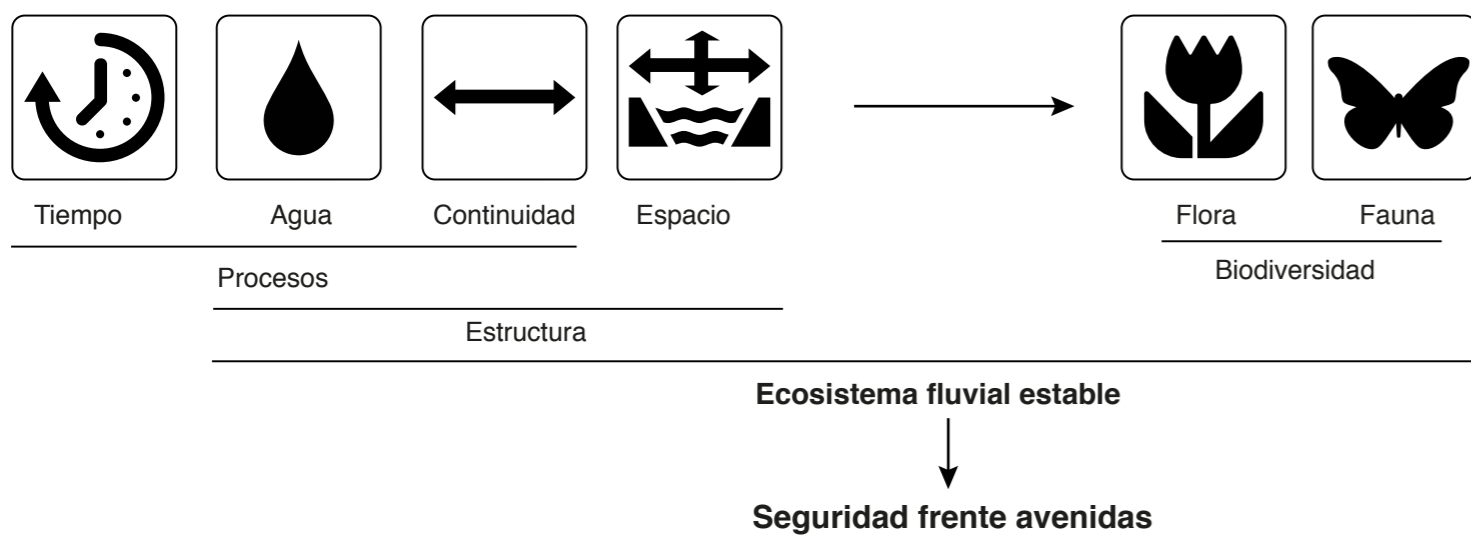 Tiempo Agua Continuidad Espacio Flora Fauna
Procesos Biodiversidad
Estructura
Ecosistema fluvial estable
Seguridad frente avenidas